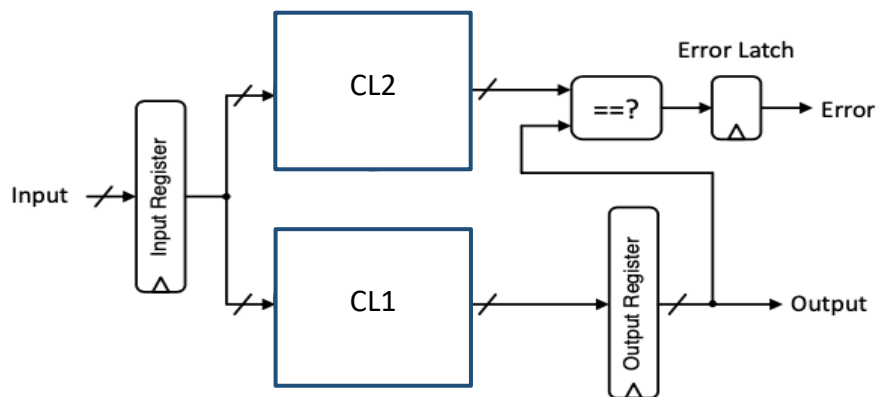 Error Latch
CL2
==?
Error
Input
Input Register
CL1
Output Register
Output